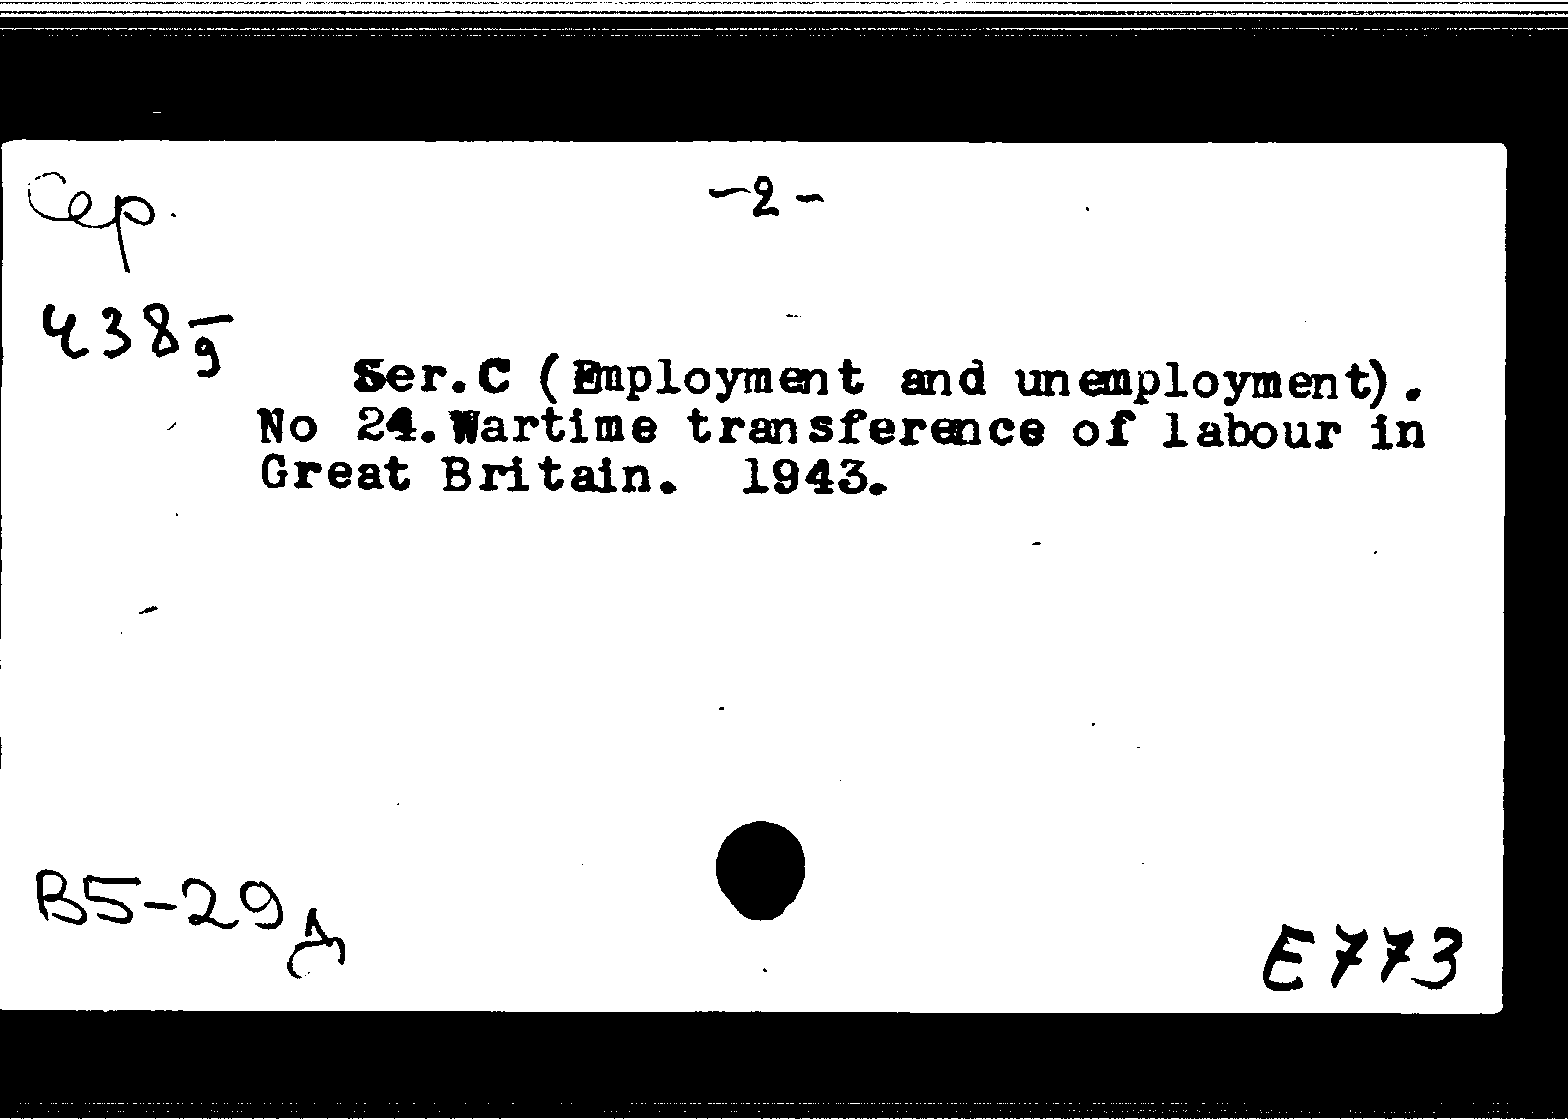 Сер.
-2-
438-
9
Ser.C (Employment and unemployment).
No 24.Wartime transference of labour in
Great Britain. 1943.
B5-29
Д
E773